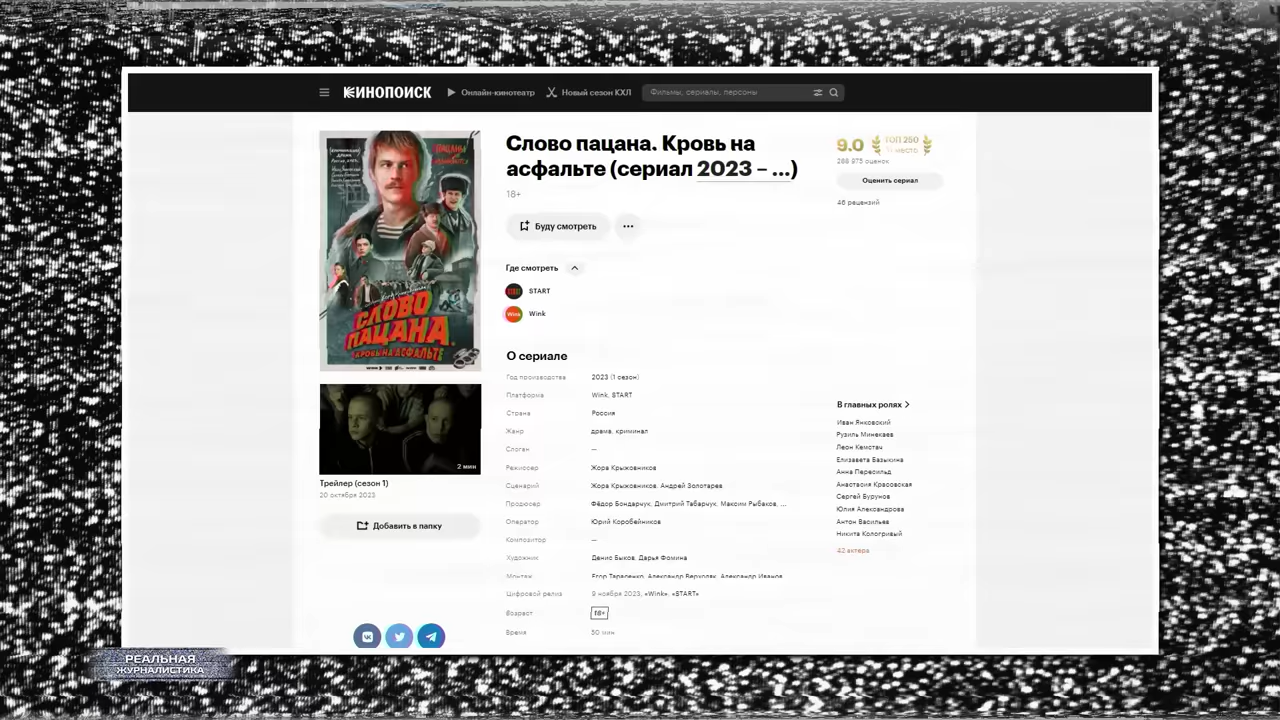 КИНОПОИСК
Онлайн-кинотеатр
Новый сезон КХЛ
Фильмы, сериалы, персоны
Слово пацана. Кровь на
асфальте (сериал 2023 – ...)
18+
Буду смотреть
Где смотреть
START
Wink
Wink
9.0
ТОП 250
11 место
288 975 оценок
Оценить сериал
46 рецензий
ПАЦАНЫ
СЛОВО
ПАЦАНА.
КРОВЬ НА АСФАЛЬТЕ
2 мин
Трейлер (сезон 1)
20 октября 2023
Добавить в папку
О сериале
Год производства 2023 (1 сезон)
Платформа Wink, START
Страна Россия
Жанр драма, криминал
Слоган —
Режиссер Жора Крыжовников
Сценарий Жора Крыжовников, Андрей Золотарев
Продюсер Фёдор Бондарчук, Дмитрий Табарчук, Максим Рыбаков, ...
Оператор Юрий Коробейников
Композитор —
Художник Денис Быков, Дарья Фомина
Монтаж Егор Тарасенко, Александр Верхоляк, Александр Иванов
Цифровой релиз 9 ноября 2023, «Wink», «START»
Возраст 18+
Время 50 мин
В главных ролях
Иван Янковский
Рузиль Минекаев
Леон Кемстач
Елизавета Базыкина
Анна Пересильд
Анастасия Красовская
Сергей Бурунов
Юлия Александрова
Антон Васильев
Никита Кологривый
42 актера
РЕАЛЬНАЯ
ЖУРНАЛИСТИКА